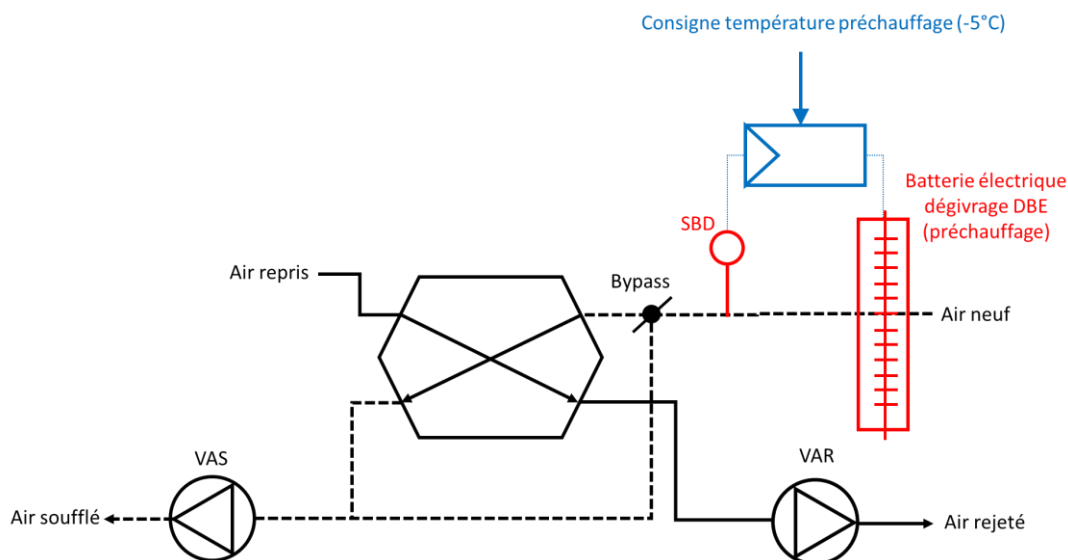 Consigne température préchauffage (-5°C)
Batterie électrique
dégivrage DBE
(préchauffage)
SBD
Air repris
Bypass
Air neuf
VAS
VAR
Air soufflé
Air rejeté